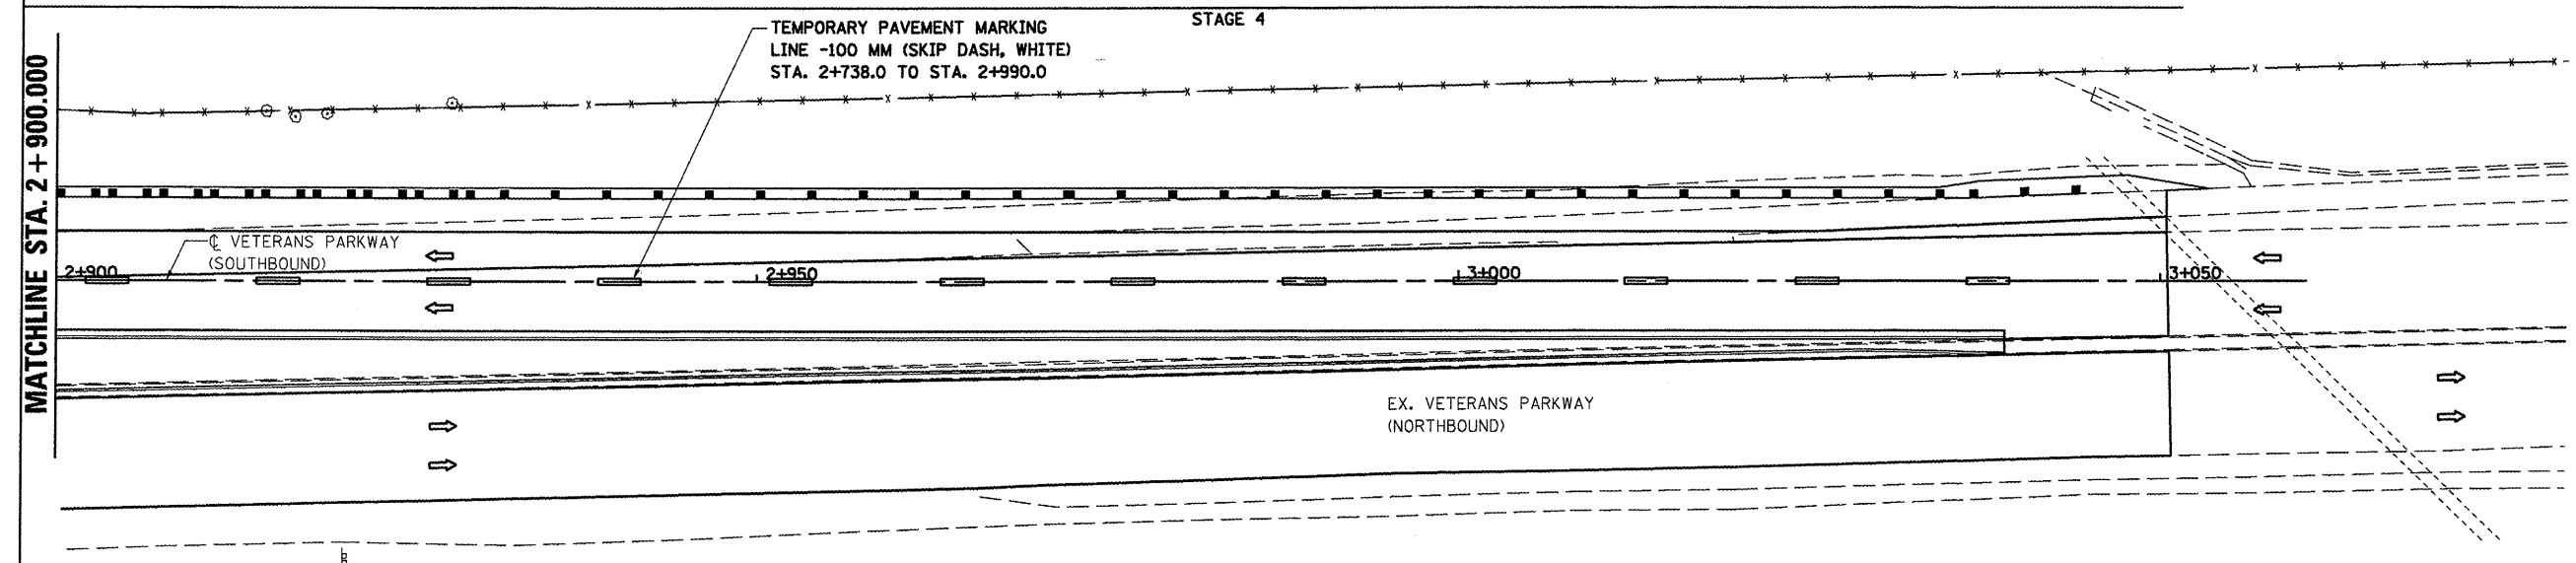 STAGE 4
TEMPORARY PAVEMENT MARKING
LINE -100 MM (SKIP DASH, WHITE)
STA. 2+738.0 TO STA. 2+990.0
MATCHLINE STA. 2+900.000
℄ VETERANS PARKWAY
(SOUTHBOUND)
2+900
2+950
3+000
3+050
EX. VETERANS PARKWAY
(NORTHBOUND)